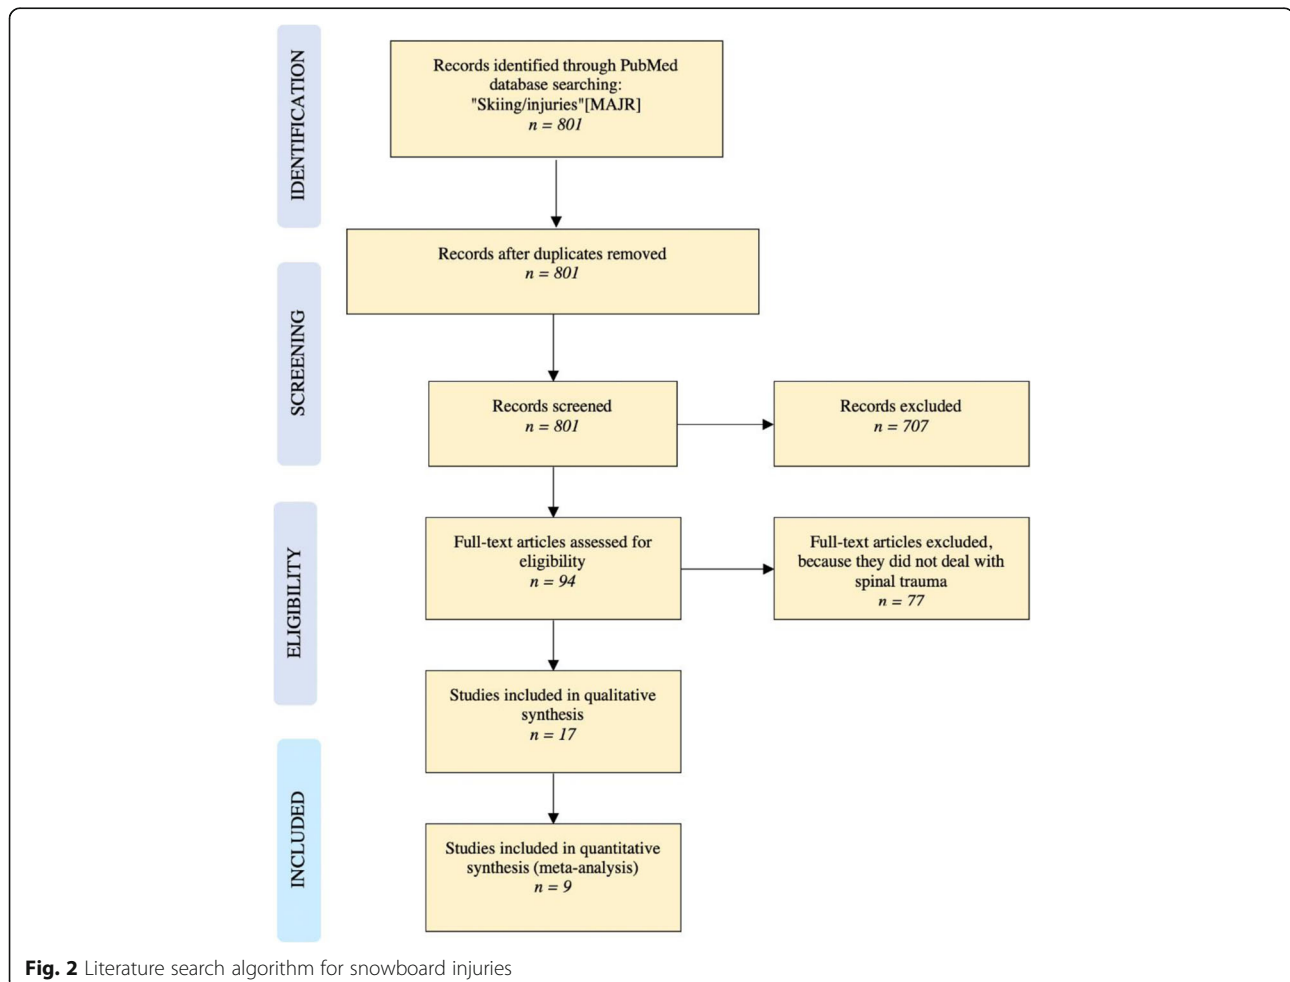 IDENTIFICATION
Records identified through PubMed
database searching:
"Skiing/injuries"[MAJR]
n = 801
Records after duplicates removed
n = 801
SCREENING
Records screened
n = 801
Records excluded
n = 707
ELIGIBILITY
Full-text articles assessed for
eligibility
n = 94
Full-text articles excluded,
because they did not deal with
spinal trauma
n = 77
Studies included in qualitative
synthesis
n = 17
INCLUDED
Studies included in quantitative
synthesis (meta-analysis)
n = 9
Fig. 2 Literature search algorithm for snowboard injuries